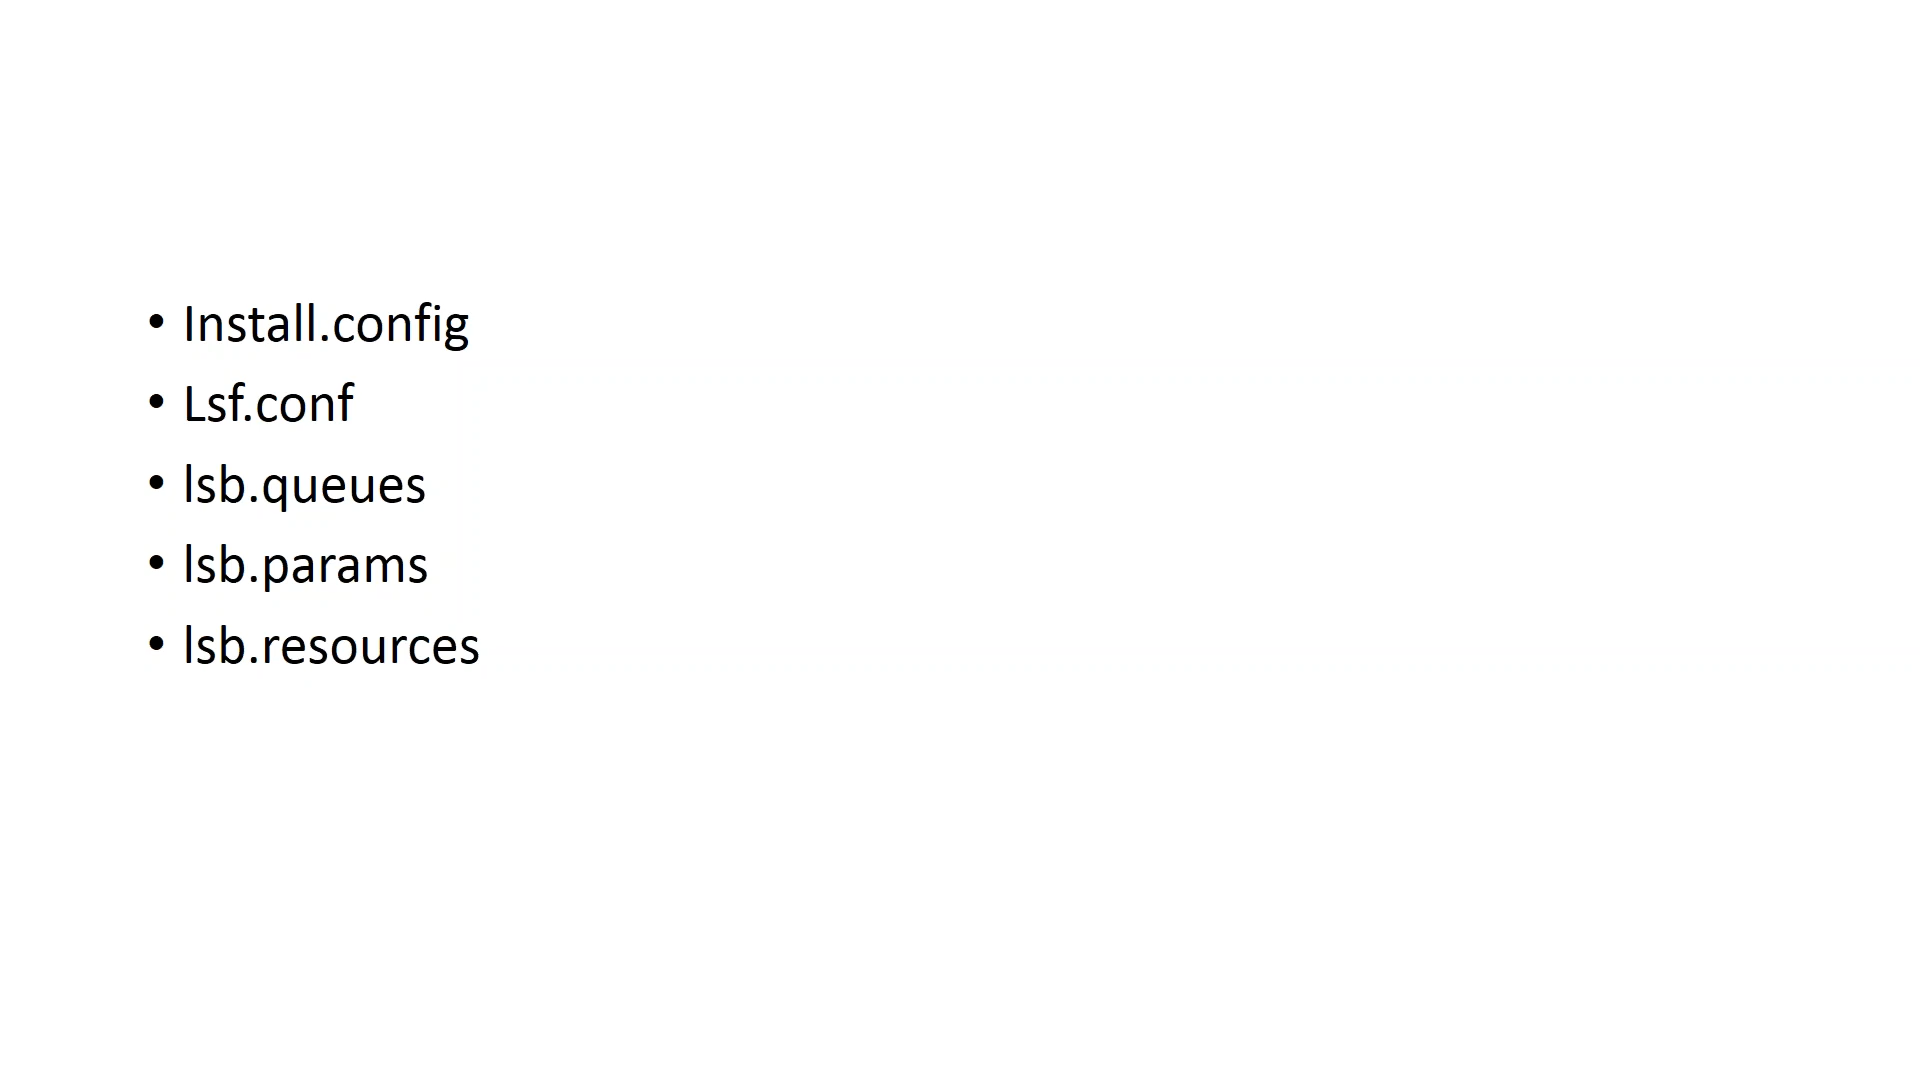 • Install.config
• Lsf.conf
• lsb.queues
• lsb.params
• lsb.resources